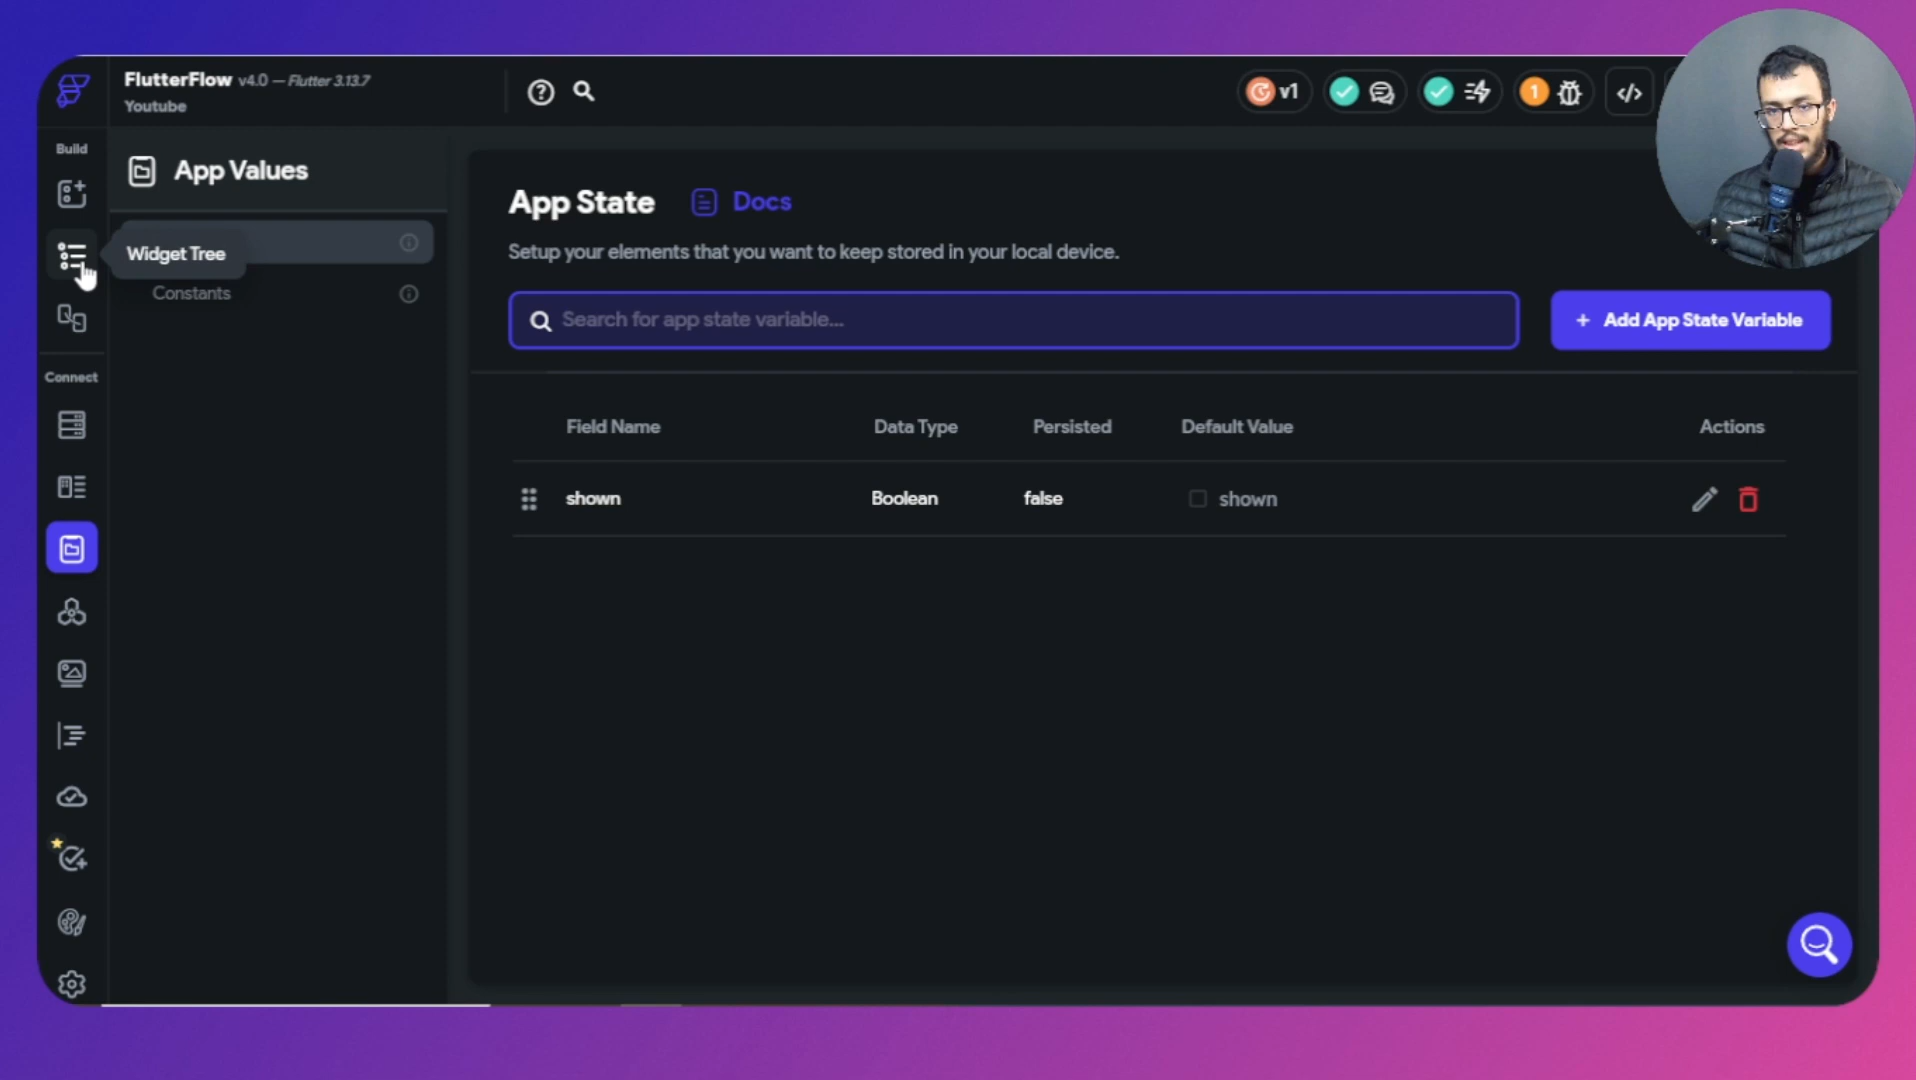 FlutterFlow v4.0 — Flutter 3.13.7
Youtube
v1
1
Build
App Values
Widget Tree
Constants
Connect
App State
Docs
Setup your elements that you want to keep stored in your local device.
Search for app state variable...
+ Add App State Variable
Field Name Data Type Persisted Default Value Actions
shown Boolean false shown